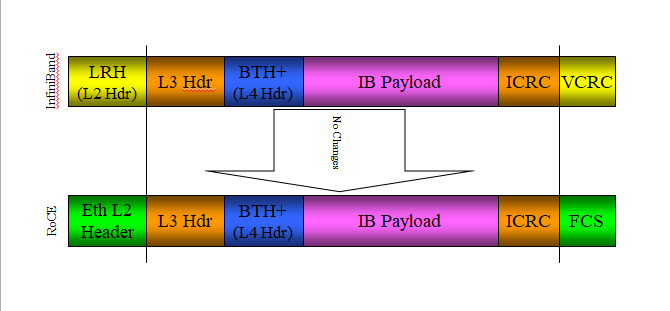 InfiniBand
LRH
(L2 Hdr)
L3 Hdr
BTH+
(L4 Hdr)
IB Payload
ICRC
VCRC
No Changes
RoCE
Eth L2
Header
L3 Hdr
BTH+
(L4 Hdr)
IB Payload
ICRC
FCS